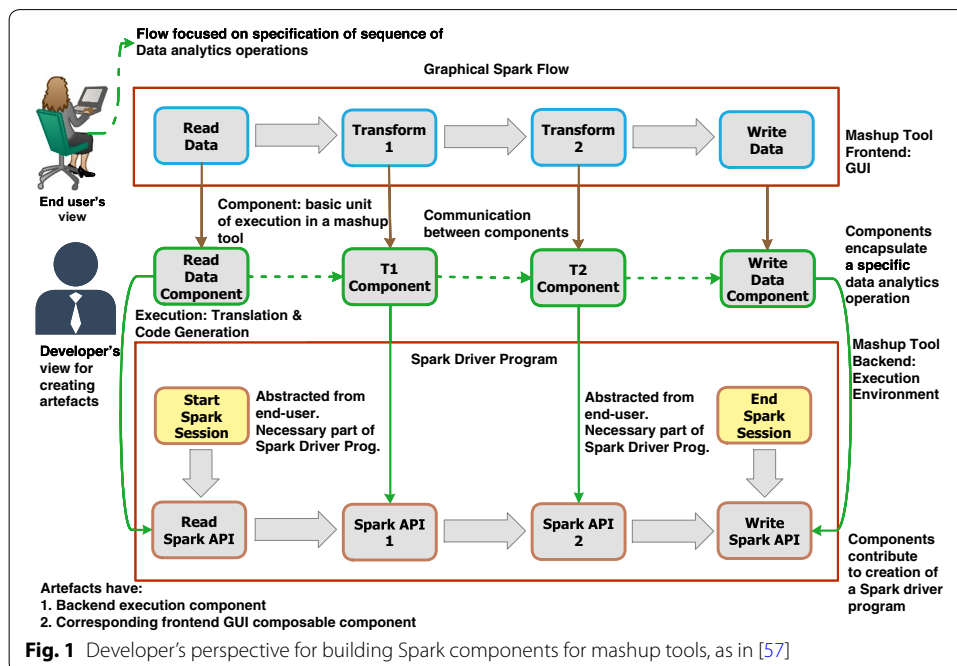 Flow focused on specification of sequence of
Data analytics operations
Graphical Spark Flow
Read
Data
Transform
1
Transform
2
Write
Data
Mashup Tool
Frontend:
GUI
End user's
view
Component: basic unit
of execution in a mashup
tool
Communication
between components
Components
encapsulate
a specific
data analytics
operation
Read
Data
Component
T1
Component
T2
Component
Write
Data
Component
Execution: Translation &
Code Generation
Developer's
view for
creating
artefacts
Spark Driver Program
Mashup Tool
Backend:
Execution
Environment
Start
Spark
Session
Abstracted from
end-user.
Necessary part of
Spark Driver Prog.
Abstracted from
end-user.
Necessary part of
Spark Driver Prog.
End
Spark
Session
Read
Spark API
Spark API
1
Spark API
2
Write
Spark API
Components
contribute
to creation of
a Spark driver
program
Artefacts have:
1. Backend execution component
2. Corresponding frontend GUI composable component
Fig. 1 Developer's perspective for building Spark components for mashup tools, as in [57]